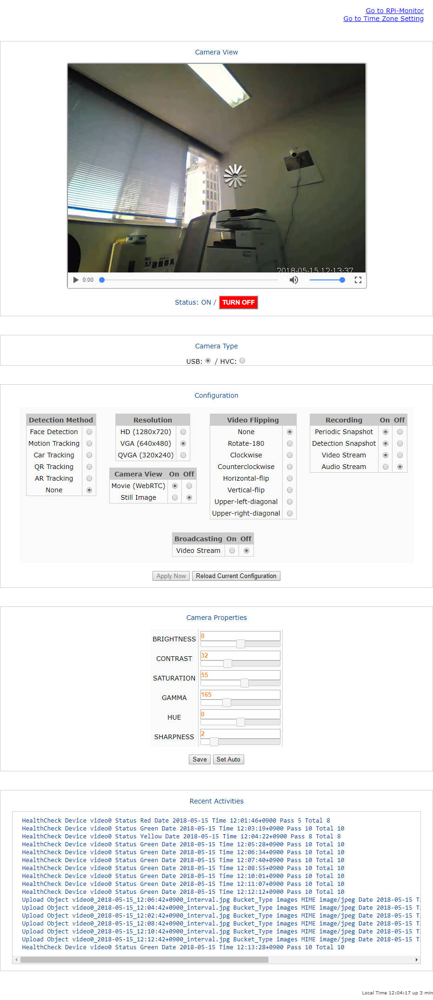 Go to RPi-Monitor
Go to Time Zone Setting
Camera View
2018-05-15 12:13:37
0:00
Status: ON / TURN OFF
Camera Type
USB: / HVC:
Configuration
Detection Method
Face Detection
Motion Tracking
Car Tracking
QR Tracking
AR Tracking
None
Resolution
HD (1280x720)
VGA (640x480)
QVGA (320x240)
Camera View On Off
Movie (WebRTC)
Still Image
Video Flipping
None
Rotate-180
Clockwise
Counterclockwise
Horizontal-flip
Vertical-flip
Upper-left-diagonal
Upper-right-diagonal
Recording On Off
Periodic Snapshot
Detection Snapshot
Video Stream
Audio Stream
Broadcasting On Off
Video Stream
Apply Now Reload Current Configuration
Camera Properties
BRIGHTNESS 0
CONTRAST 32
SATURATION 55
GAMMA 165
HUE 0
SHARPNESS 2
Save Set Auto
Recent Activities
HealthCheck Device video0 Status Red Date 2018-05-15 Time 12:01:46+0900 Pass 5 Total 8
HealthCheck Device video0 Status Green Date 2018-05-15 Time 12:03:19+0900 Pass 10 Total 10
HealthCheck Device video0 Status Yellow Date 2018-05-15 Time 12:04:22+0900 Pass 8 Total 8
HealthCheck Device video0 Status Green Date 2018-05-15 Time 12:05:28+0900 Pass 10 Total 10
HealthCheck Device video0 Status Green Date 2018-05-15 Time 12:06:34+0900 Pass 10 Total 10
HealthCheck Device video0 Status Green Date 2018-05-15 Time 12:07:40+0900 Pass 10 Total 10
HealthCheck Device video0 Status Green Date 2018-05-15 Time 12:08:55+0900 Pass 10 Total 10
HealthCheck Device video0 Status Green Date 2018-05-15 Time 12:10:01+0900 Pass 10 Total 10
HealthCheck Device video0 Status Green Date 2018-05-15 Time 12:11:07+0900 Pass 10 Total 10
HealthCheck Device video0 Status Green Date 2018-05-15 Time 12:12:12+0900 Pass 10 Total 10
Upload Object video0_2018-05-15_12:06:42+0900_interval.jpg Bucket_Type images MIME image/jpeg Date 2018-05-15
Upload Object video0_2018-05-15_12:04:42+0900_interval.jpg Bucket_Type images MIME image/jpeg Date 2018-05-15
Upload Object video0_2018-05-15_12:02:42+0900_interval.jpg Bucket_Type images MIME image/jpeg Date 2018-05-15
Upload Object video0_2018-05-15_12:08:42+0900_interval.jpg Bucket_Type images MIME image/jpeg Date 2018-05-15
Upload Object video0_2018-05-15_12:10:42+0900_interval.jpg Bucket_Type images MIME image/jpeg Date 2018-05-15
Upload Object video0_2018-05-15_12:12:42+0900_interval.jpg Bucket_Type images MIME image/jpeg Date 2018-05-15
HealthCheck Device video0 Status Green Date 2018-05-15 Time 12:13:28+0900 Pass 10 Total 10
Local Time 12:04:17 up 3 min